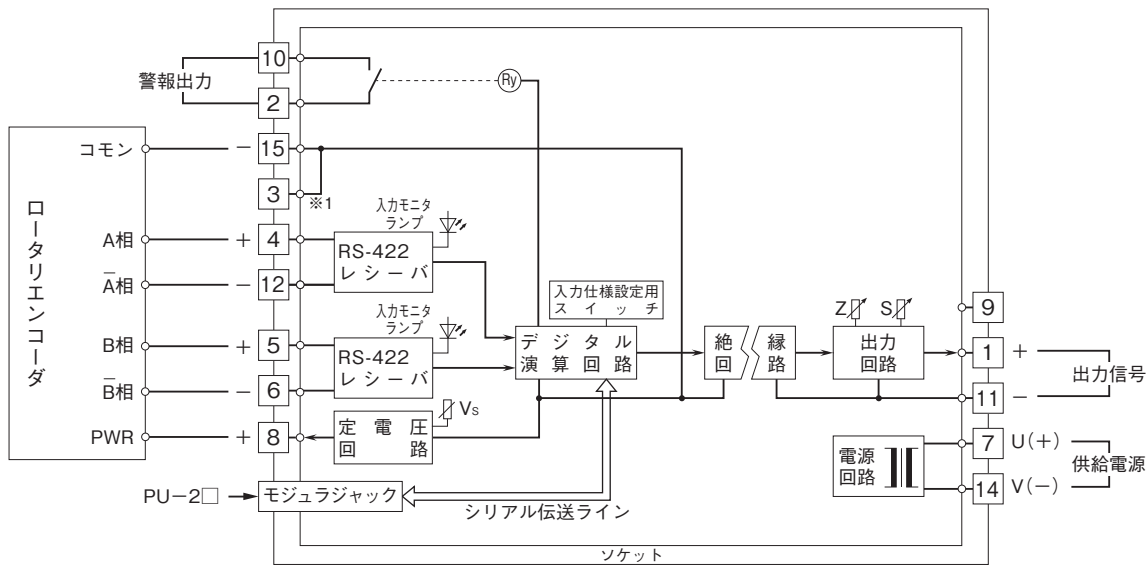 警報出力
10
2
Ry
ロータリエンコーダ
コモン
−
15
3
※1
A相
+
4
A̅相
−
12
RS-422
レシーバ
入力モニタ
ランプ
B相
+
5
B̅相
−
6
RS-422
レシーバ
入力モニタ
ランプ
PWR
+
8
定電圧
回路
Vs
入力仕様設定用
スイッチ
デジタル
演算回路
絶縁
回路
Z
S
出力
回路
9
1
+
11
−
出力信号
電源
回路
7
U(+)
14
V(−)
供給電源
PU−2□
モジュラジャック
シリアル伝送ライン
ソケット